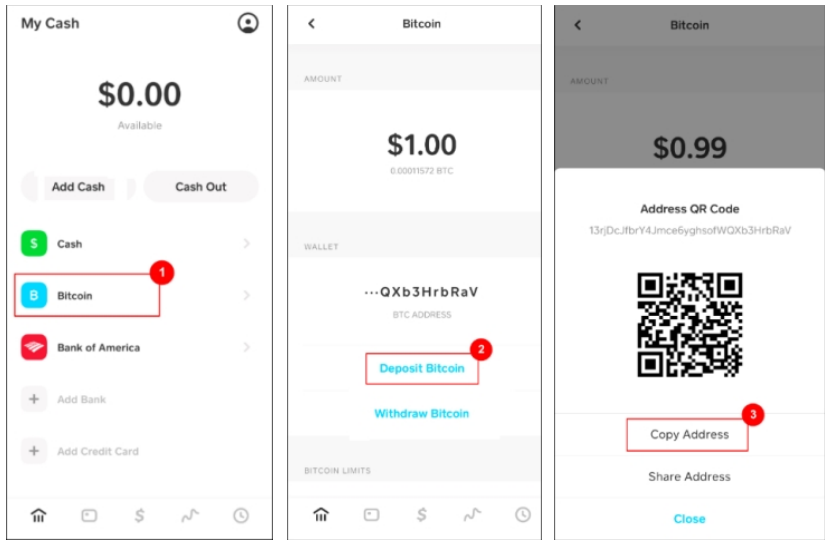 My Cash
$0.00
Available
Add Cash
Cash Out
$
Cash
1
B
Bitcoin
Bank of America
+
Add Bank
+
Add Credit Card
$
Bitcoin
AMOUNT
$1.00
0.00011572 BTC
WALLET
···QXb3HrbRaV
BTC ADDRESS
2
Deposit Bitcoin
Withdraw Bitcoin
BITCOIN LIMITS
$
Bitcoin
AMOUNT
$0.99
Address QR Code
13rjDcJfbrY4Jmce6yghsofWQXb3HrbRaV
3
Copy Address
Share Address
Close